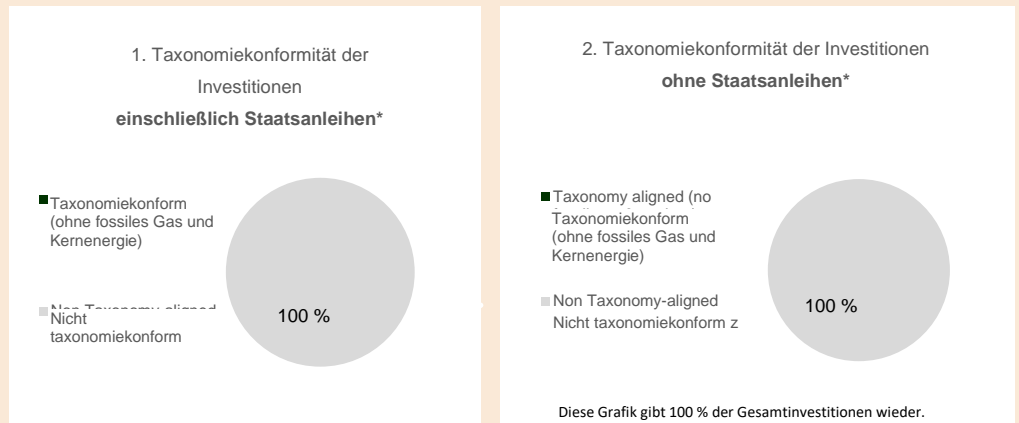 1. Taxonomiekonformität der
Investitionen
einschließlich Staatsanleihen*
Taxonomiekonform
(ohne fossiles Gas und
Kernenergie)
Nicht
taxonomiekonform
100 %
2. Taxonomiekonformität der Investitionen
ohne Staatsanleihen*
Taxonomy aligned (no
Taxonomiekonform
(ohne fossiles Gas und
Kernenergie)
Non Taxonomy-aligned
Nicht taxonomiekonform z
100 %
Diese Grafik gibt 100 % der Gesamtinvestitionen wieder.